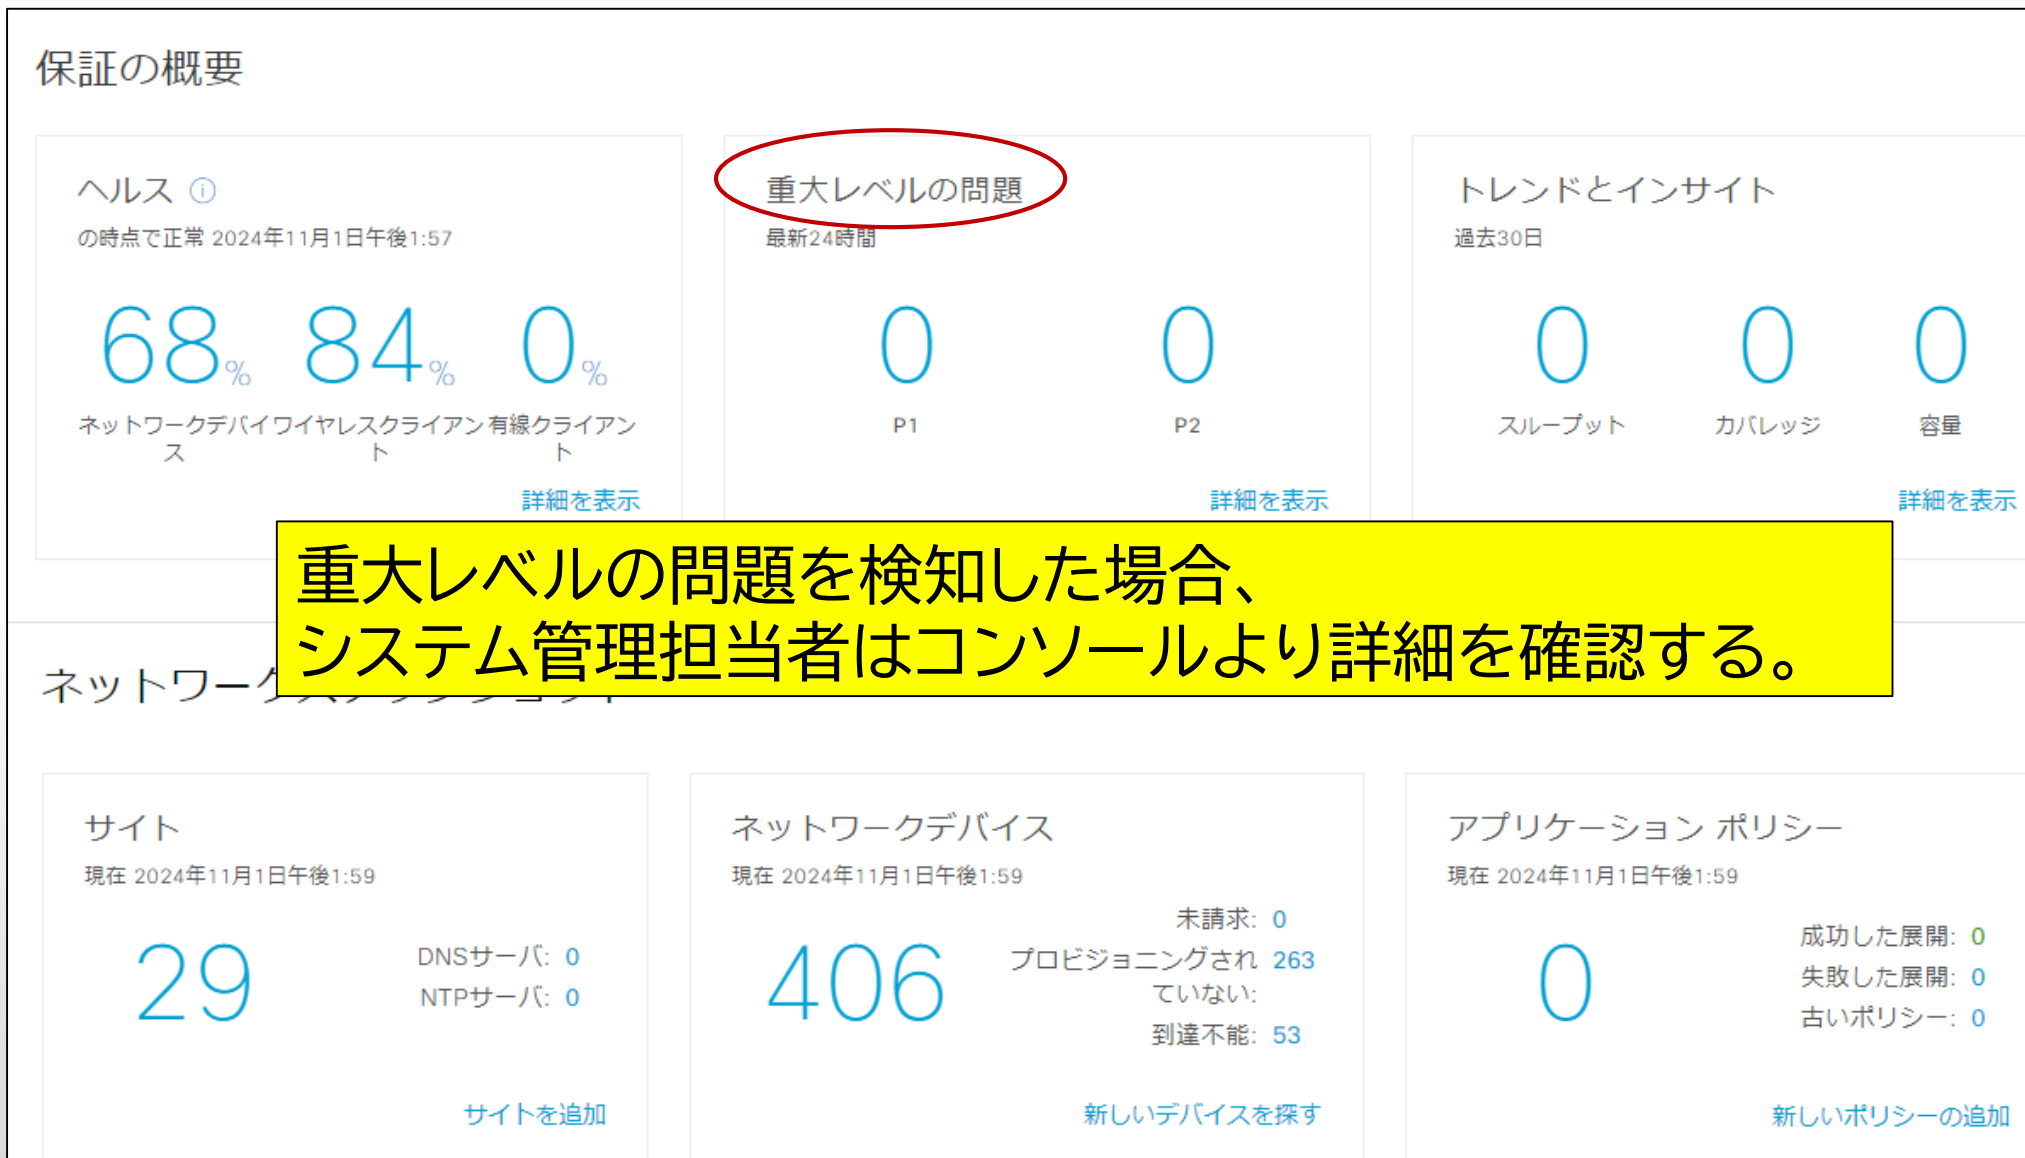 保証の概要
ヘルス
の時点で正常 2024年11月1日午後1:57
68% 84% 0%
ネットワークデバイス ワイヤレスクライアント 有線クライアント
詳細を表示
重大レベルの問題
最新24時間
0 0
P1 P2
詳細を表示
トレンドとインサイト
過去30日
0 0 0
スループット カバレッジ 容量
詳細を表示
重大レベルの問題を検知した場合、
システム管理担当者はコンソールより詳細を確認する。
サイト
現在 2024年11月1日午後1:59
29
DNSサーバ: 0
NTPサーバ: 0
サイトを追加
ネットワークデバイス
現在 2024年11月1日午後1:59
406
未請求: 0
プロビジョニングされ 263
ていない:
到達不能: 53
新しいデバイスを探す
アプリケーション ポリシー
現在 2024年11月1日午後1:59
0
成功した展開: 0
失敗した展開: 0
古いポリシー: 0
新しいポリシーの追加